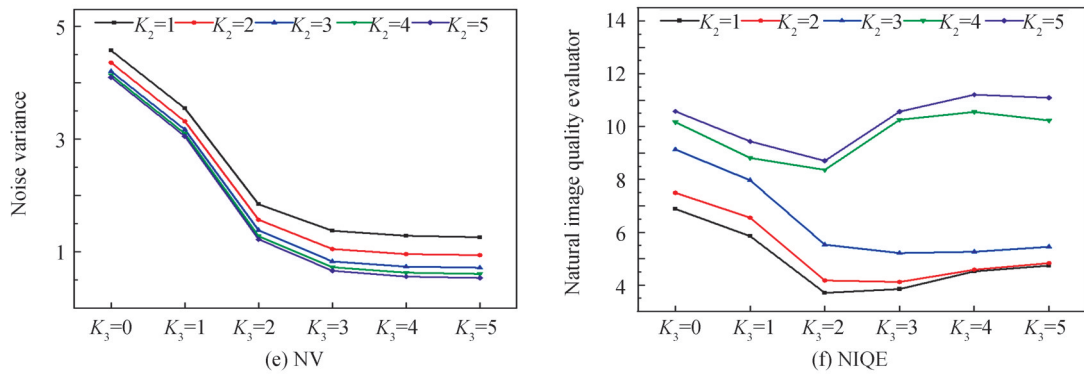 K₂=1 K₂=2 K₂=3 K₂=4 K₂=5
5
3
1
Noise variance
K₃=0 K₃=1 K₃=2 K₃=3 K₃=4 K₃=5
(e) NV
K₂=1 K₂=2 K₂=3 K₂=4 K₂=5
14
12
10
8
6
4
Natural image quality evaluator
K₃=0 K₃=1 K₃=2 K₃=3 K₃=4 K₃=5
(f) NIQE